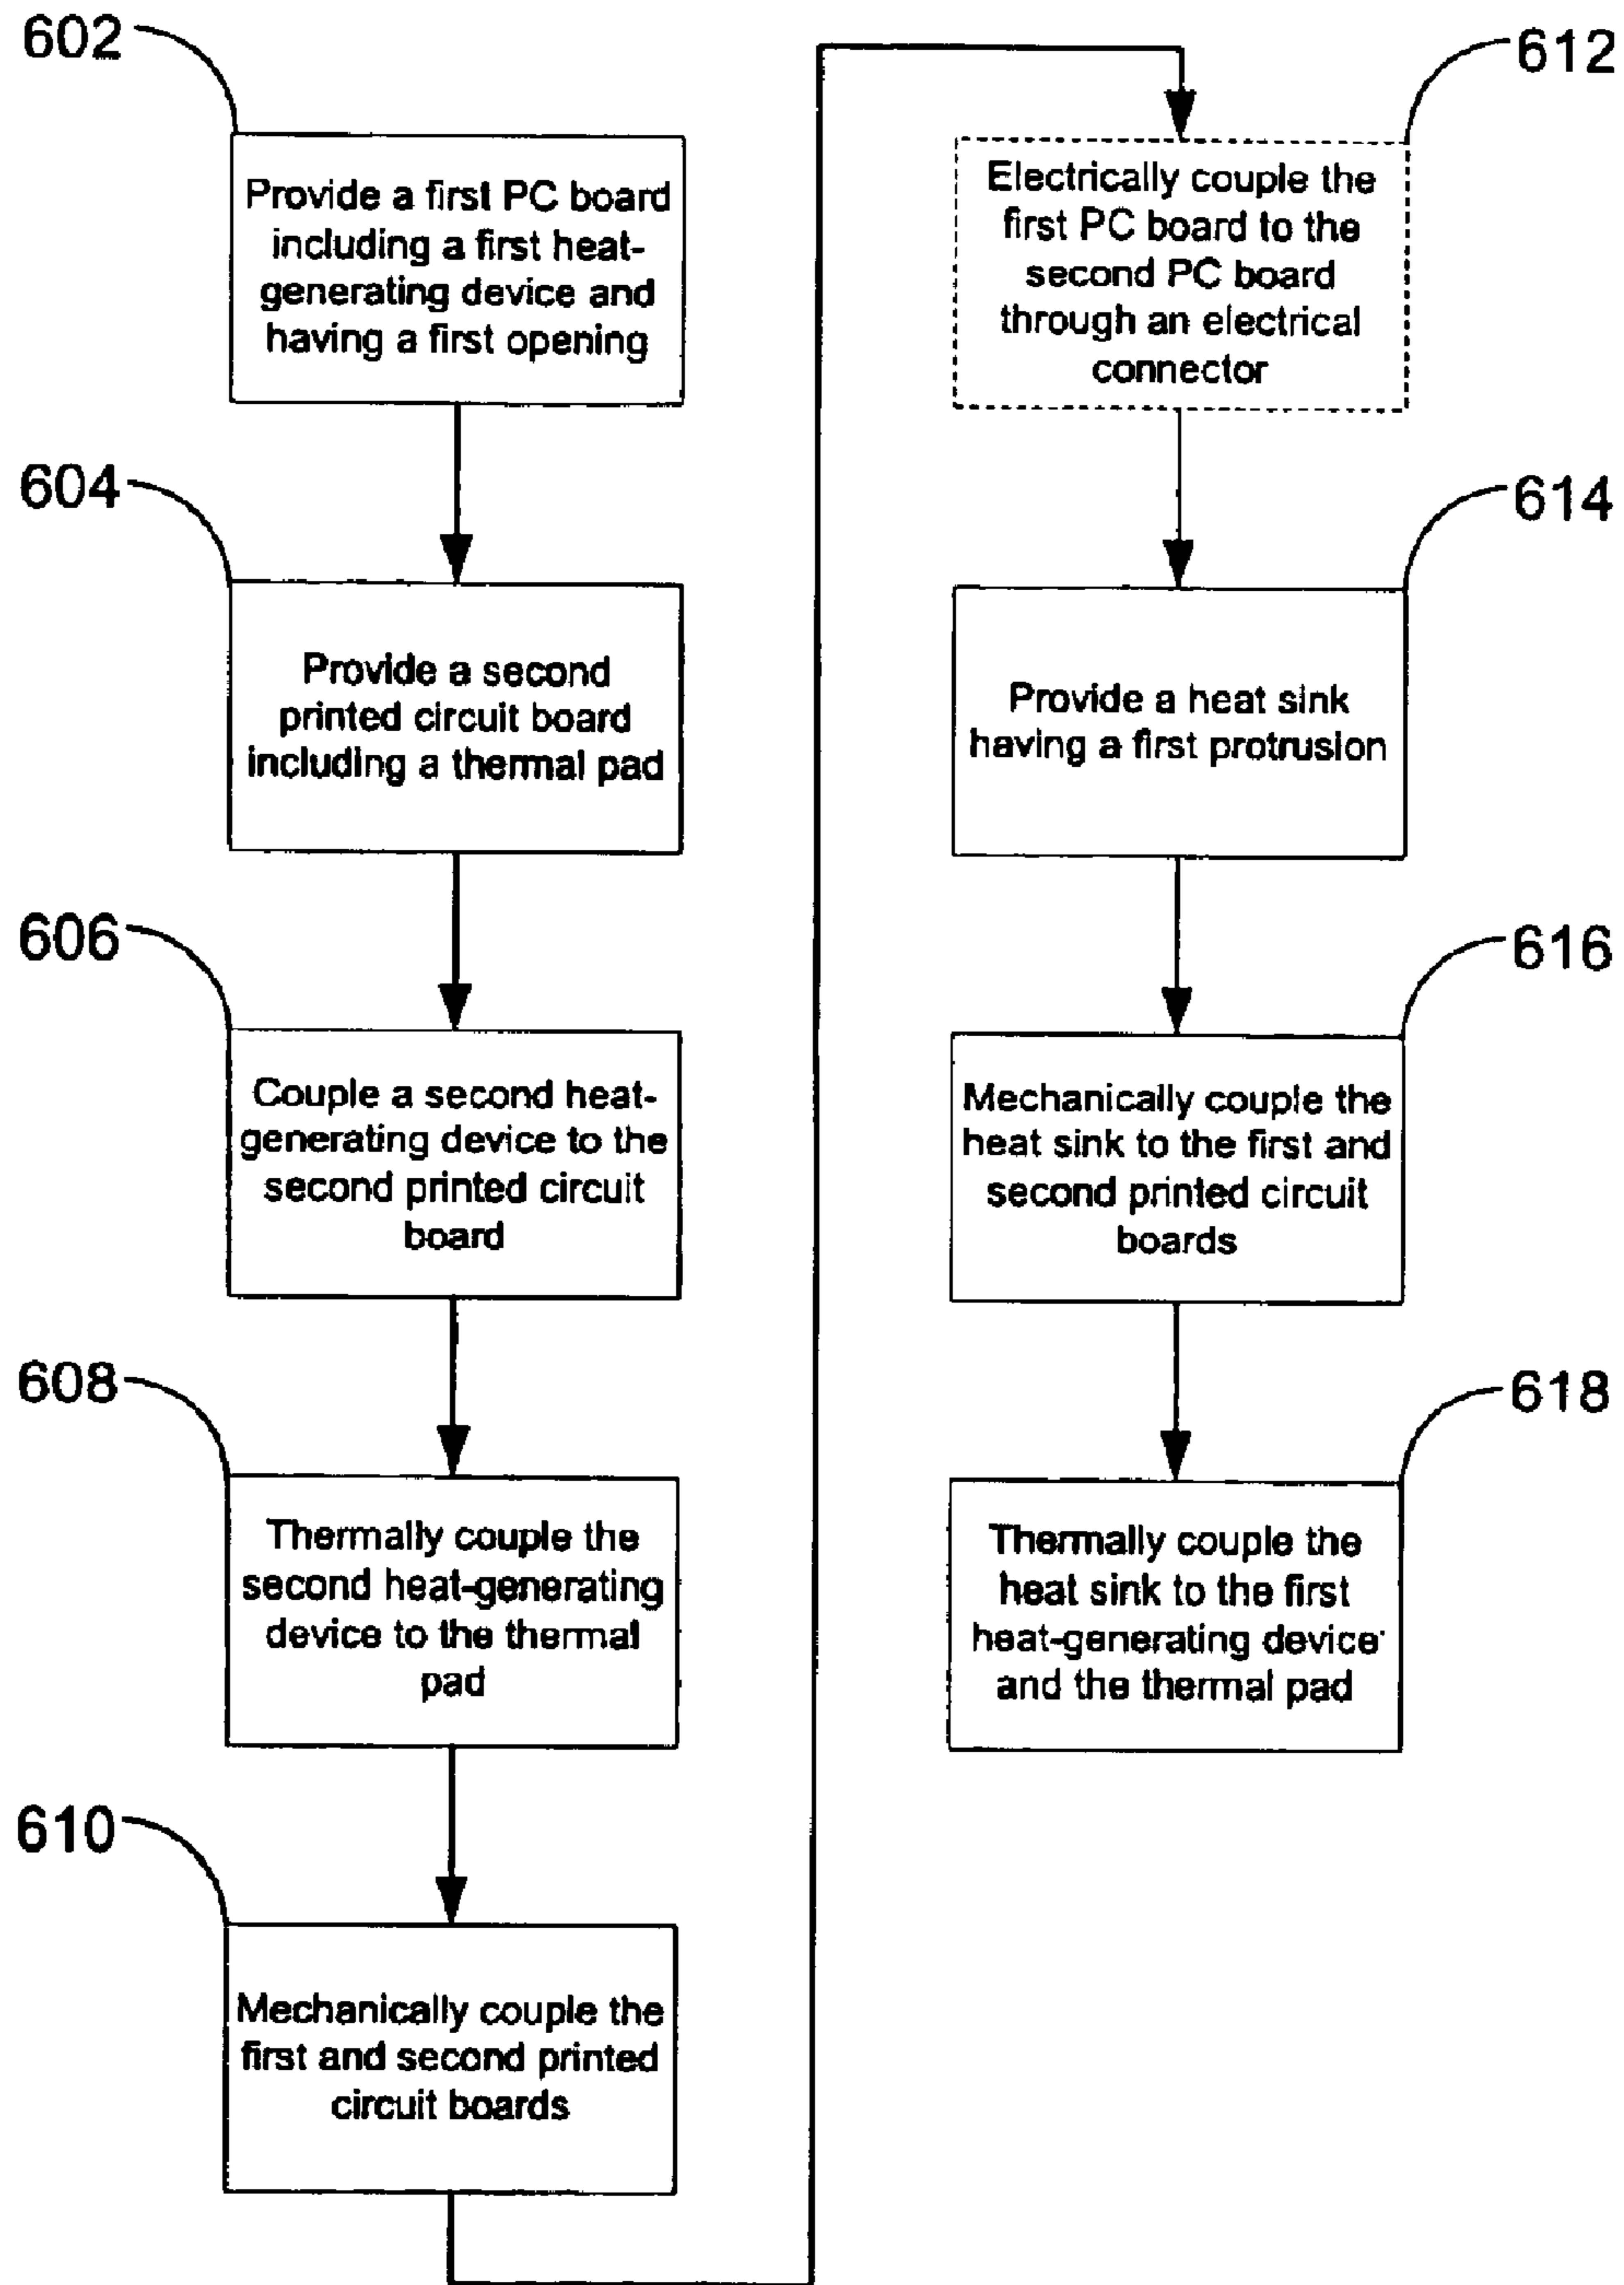 602
Provide a first PC board
including a first heat-
generating device and
having a first opening
604
Provide a second
printed circuit board
including a thermal pad
606
Couple a second heat-
generating device to the
second printed circuit
board
608
Thermally couple the
second heat-generating
device to the thermal
pad
610
Mechanically couple the
first and second printed
circuit boards
612
Electrically couple the
first PC board to the
second PC board
through an electrical
connector
614
Provide a heat sink
having a first protrusion
616
Mechanically couple the
heat sink to the first and
second printed circuit
boards
618
Thermally couple the
heat sink to the first
heat-generating device
and the thermal pad